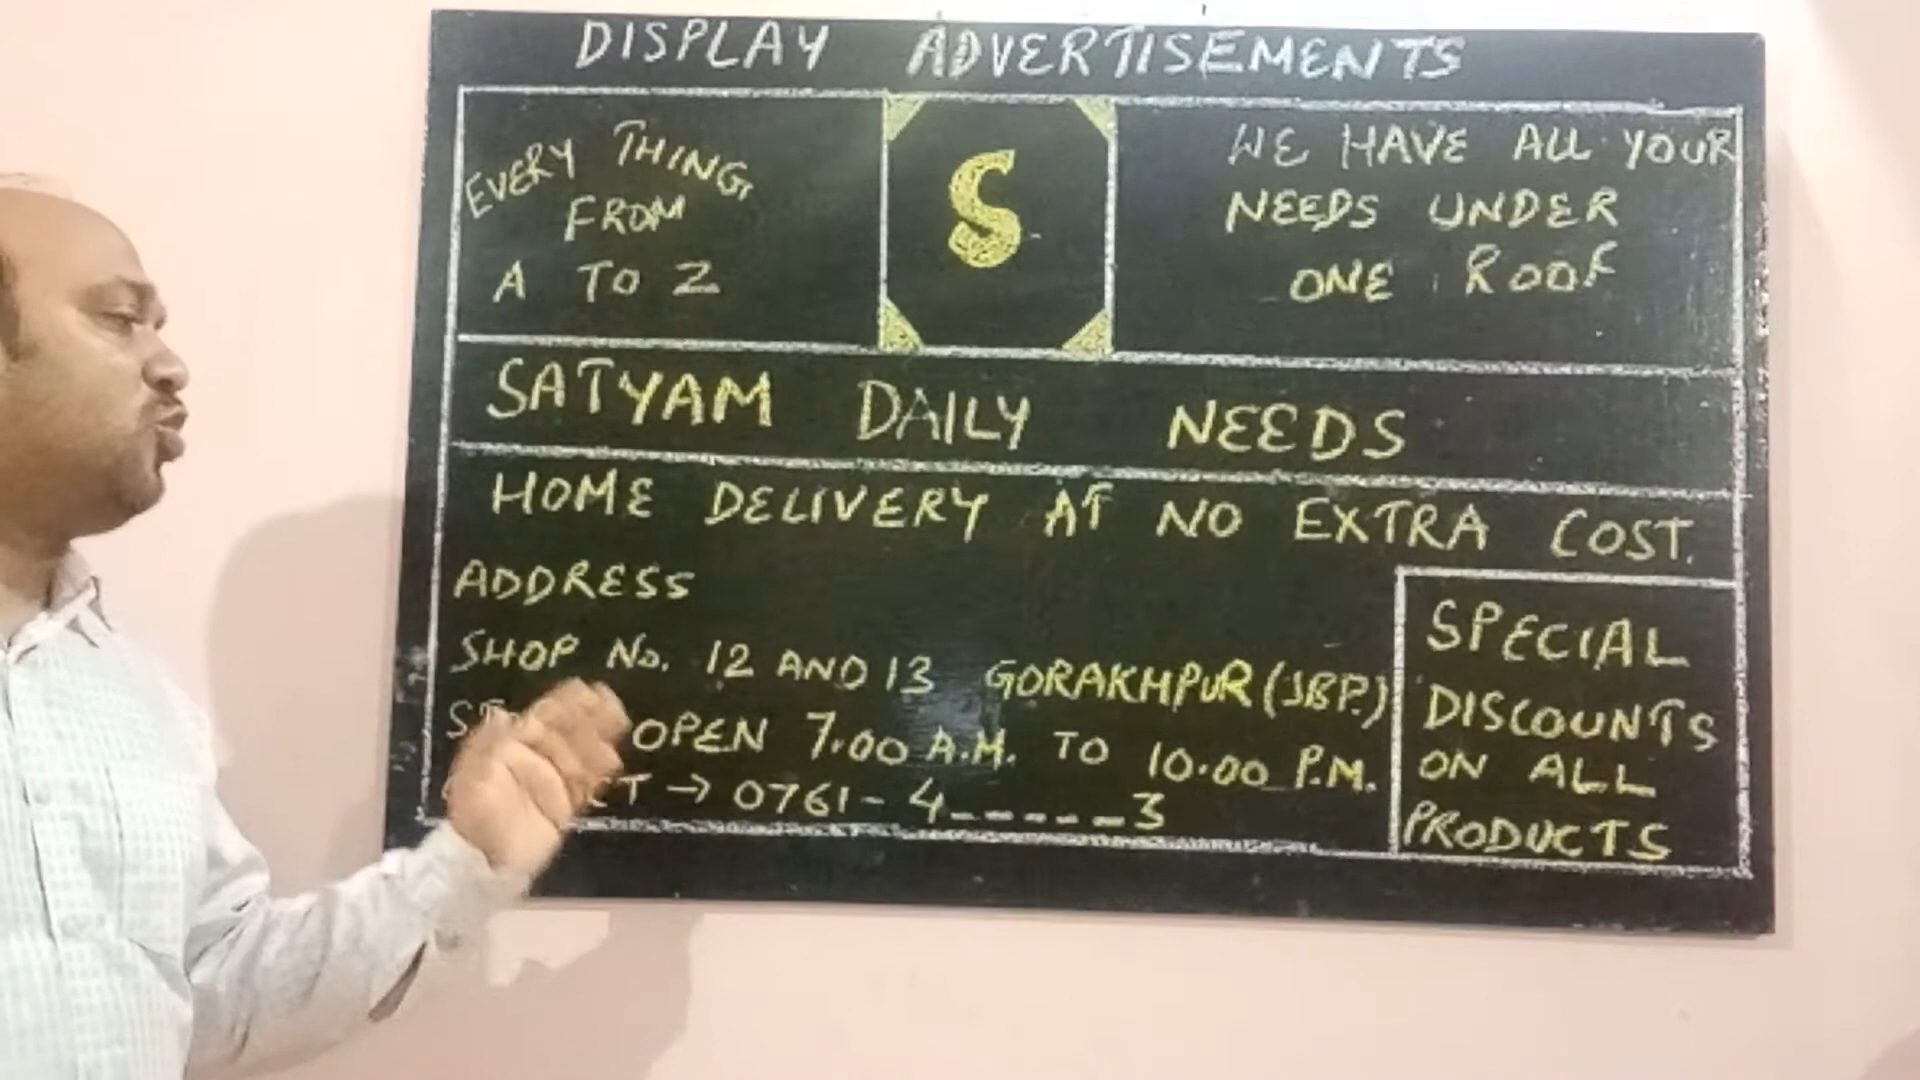 DISPLAY ADVERTISEMENTS
EVERY THING
FROM
A TO Z
S
WE HAVE ALL YOUR
NEEDS UNDER
ONE ROOF
SATYAM DAILY NEEDS
HOME DELIVERY AT NO EXTRA COST.
ADDRESS
SHOP No. 12 AND 13 GORAKHPUR (JBP.)
OPEN 7.00 A.M. TO 10.00 P.M.
→ 0761-4_____3
SPECIAL
DISCOUNTS
ON ALL
PRODUCTS